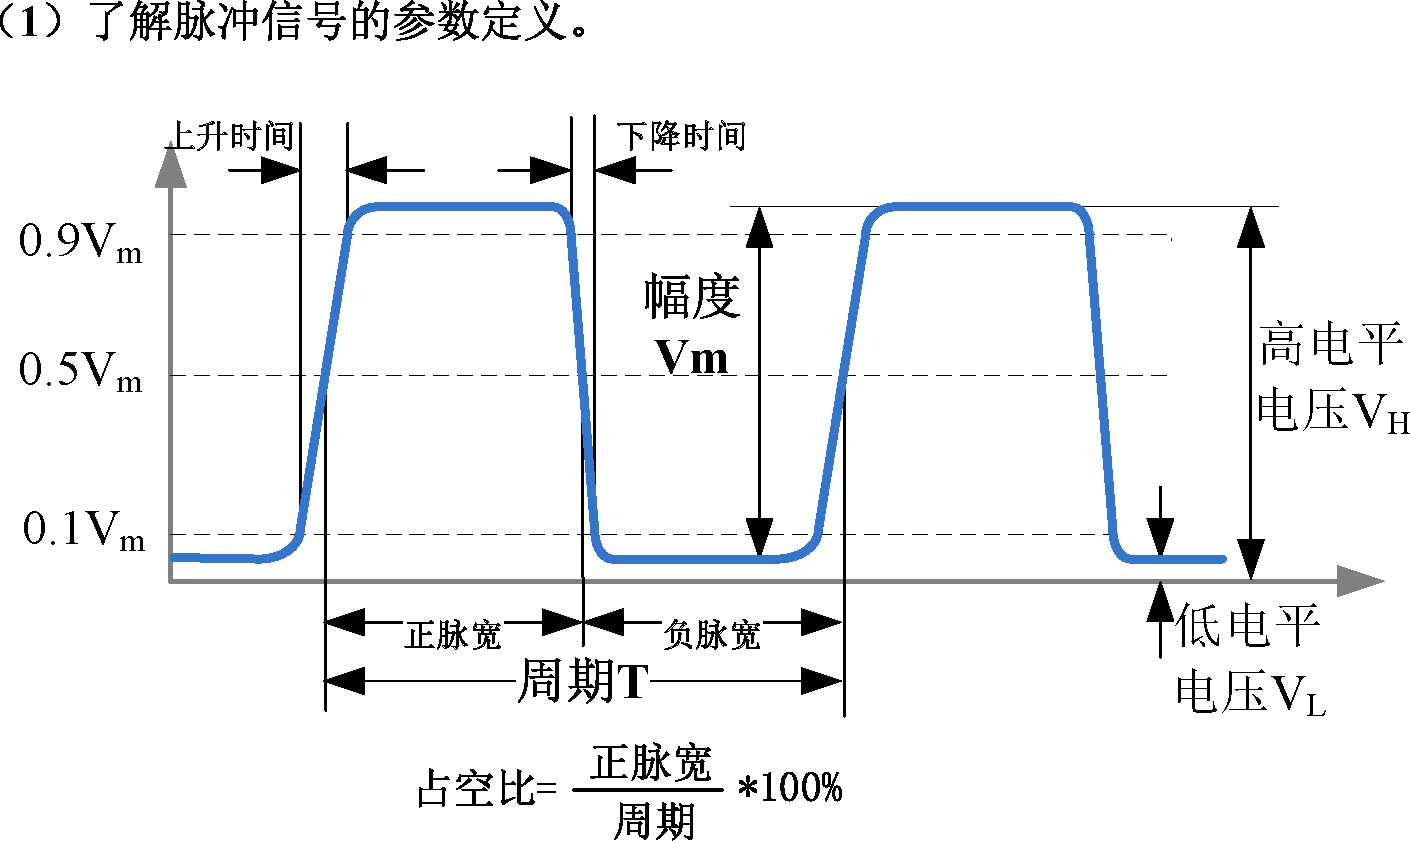 （1）了解脉冲信号的参数定义。
上升时间
下降时间
0.9Vm
幅度
Vm
高电平
电压VH
0.5Vm
0.1Vm
正脉宽
负脉宽
周期T
低电平
电压VL
占空比=正脉宽/周期*100%